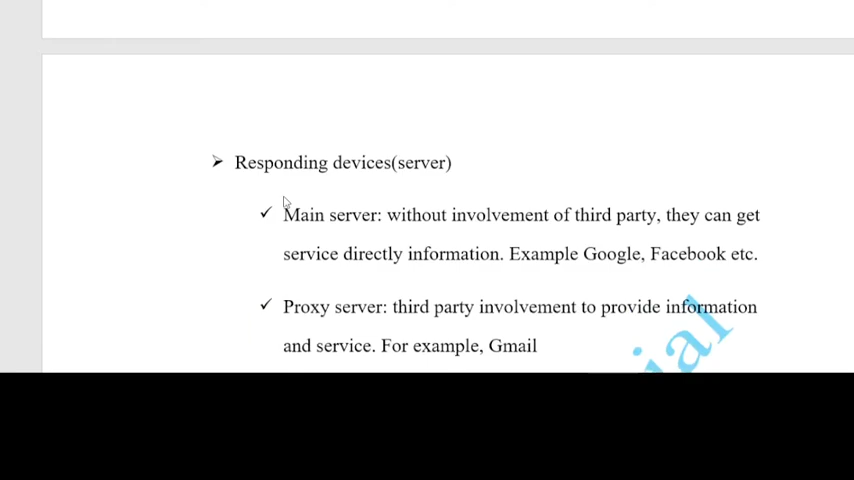 ➢ Responding devices(server)
✓ Main server: without involvement of third party, they can get
service directly information. Example Google, Facebook etc.
✓ Proxy server: third party involvement to provide information
and service. For example, Gmail
ial